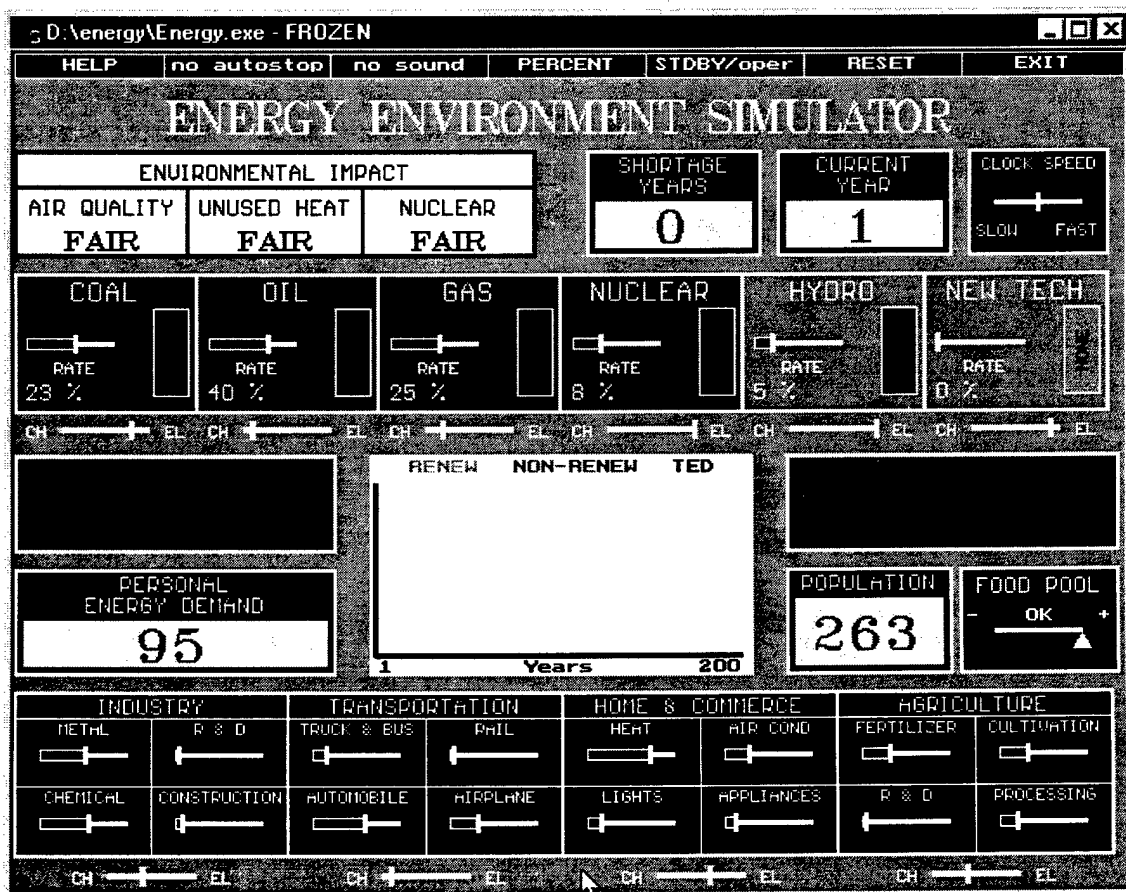 D:\energy\Energy.exe - FROZEN
HELP no autostop no sound PERCENT STDBY/oper RESET EXIT
ENERGY ENVIRONMENT SIMULATOR
ENVIRONMENTAL IMPACT
AIR QUALITY UNUSED HEAT NUCLEAR
FAIR FAIR FAIR
SHORTAGE
YEARS
0
CURRENT
YEAR
1
CLOCK SPEED
SLOW FAST
COAL OIL GAS NUCLEAR HYDRO NEW TECH
RATE RATE RATE RATE RATE RATE
NONE
23 % 40 % 25 % 8 % 5 % 0 %
CH EL CH EL CH EL CH EL CH EL CH EL
RENEW NON-RENEW TED
1 Years 200
PERSONAL
ENERGY DEMAND
95
POPULATION
263
FOOD POOL
- OK +
INDUSTRY TRANSPORTATION HOME & COMMERCE AGRICULTURE
METAL R & D TRUCK & BUS RAIL HEAT AIR COND FERTILIZER CULTIVATION
CHEMICAL CONSTRUCTION AUTOMOBILE AIRPLANE LIGHTS APPLIANCES R & D PROCESSING
CH EL CH EL CH EL CH EL